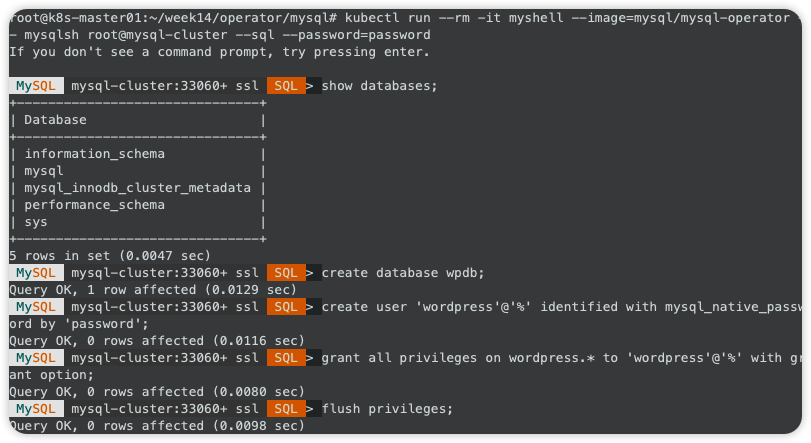 root@k8s-master01:~/week14/operator/mysql# kubectl run --rm -it myshell --image=mysql/mysql-operator
- mysqlsh root@mysql-cluster --sql --password=password
If you don't see a command prompt, try pressing enter.
MySQL mysql-cluster:33060+ ssl SQL > show databases;
+-------------------------------+
| Database                      |
+-------------------------------+
| information_schema            |
| mysql                         |
| mysql_innodb_cluster_metadata |
| performance_schema            |
| sys                           |
+-------------------------------+
5 rows in set (0.0047 sec)
MySQL mysql-cluster:33060+ ssl SQL > create database wpdb;
Query OK, 1 row affected (0.0129 sec)
MySQL mysql-cluster:33060+ ssl SQL > create user 'wordpress'@'%' identified with mysql_native_passw
ord by 'password';
Query OK, 0 rows affected (0.0116 sec)
MySQL mysql-cluster:33060+ ssl SQL > grant all privileges on wordpress.* to 'wordpress'@'%' with gr
ant option;
Query OK, 0 rows affected (0.0080 sec)
MySQL mysql-cluster:33060+ ssl SQL > flush privileges;
Query OK, 0 rows affected (0.0098 sec)